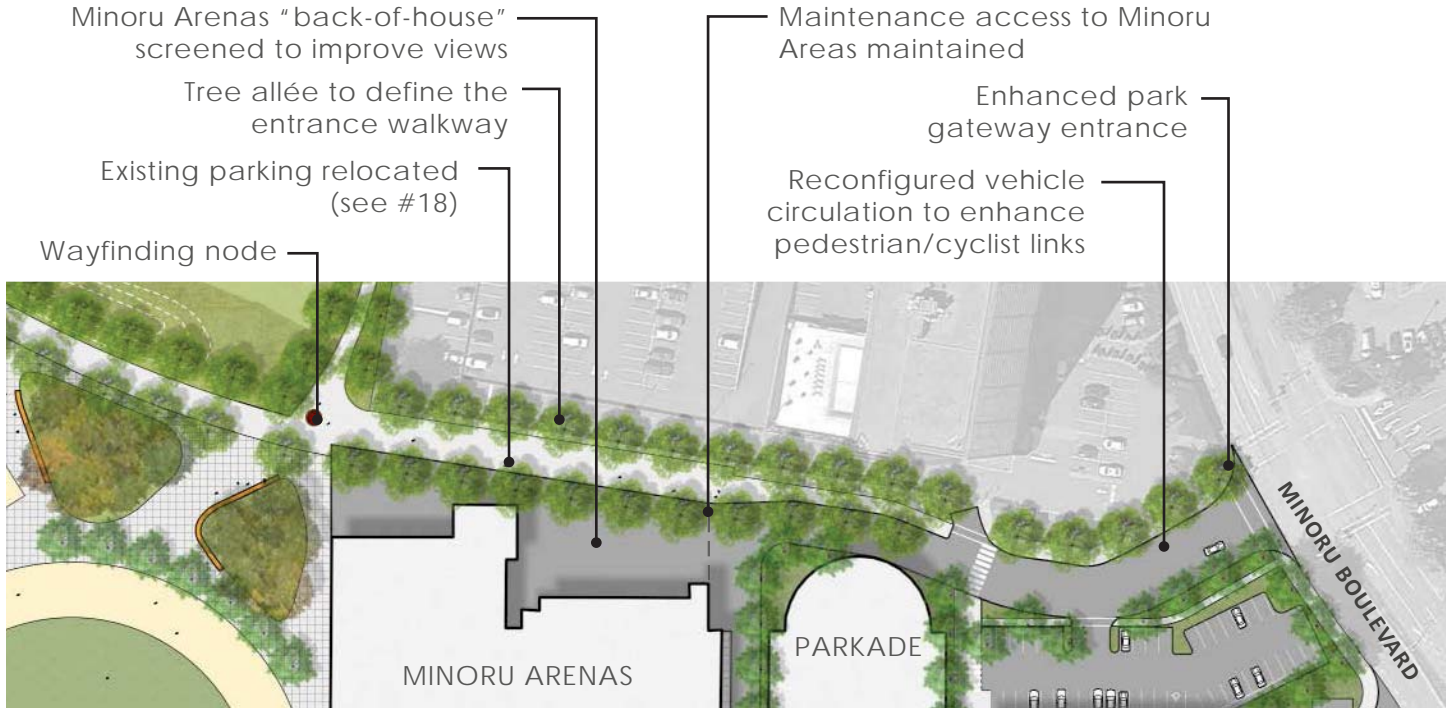 Minoru Arenas “back-of-house”
screened to improve views
Tree allée to define the
entrance walkway
Existing parking relocated
(see #18)
Wayfinding node
Maintenance access to Minoru
Areas maintained
Enhanced park
gateway entrance
Reconfigured vehicle
circulation to enhance
pedestrian/cyclist links
MINORU BOULEVARD
PARKADE
MINORU ARENAS